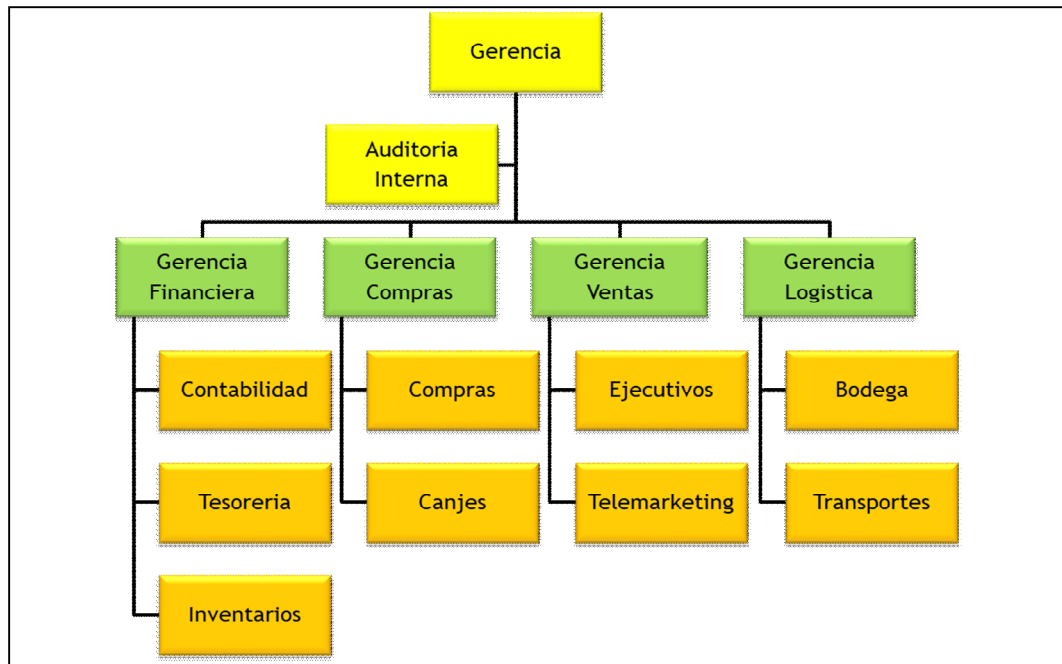 Gerencia
Auditoria
Interna
Gerencia
Financiera
Gerencia
Compras
Gerencia
Ventas
Gerencia
Logistica
Contabilidad
Compras
Ejecutivos
Bodega
Tesoreria
Canjes
Telemarketing
Transportes
Inventarios